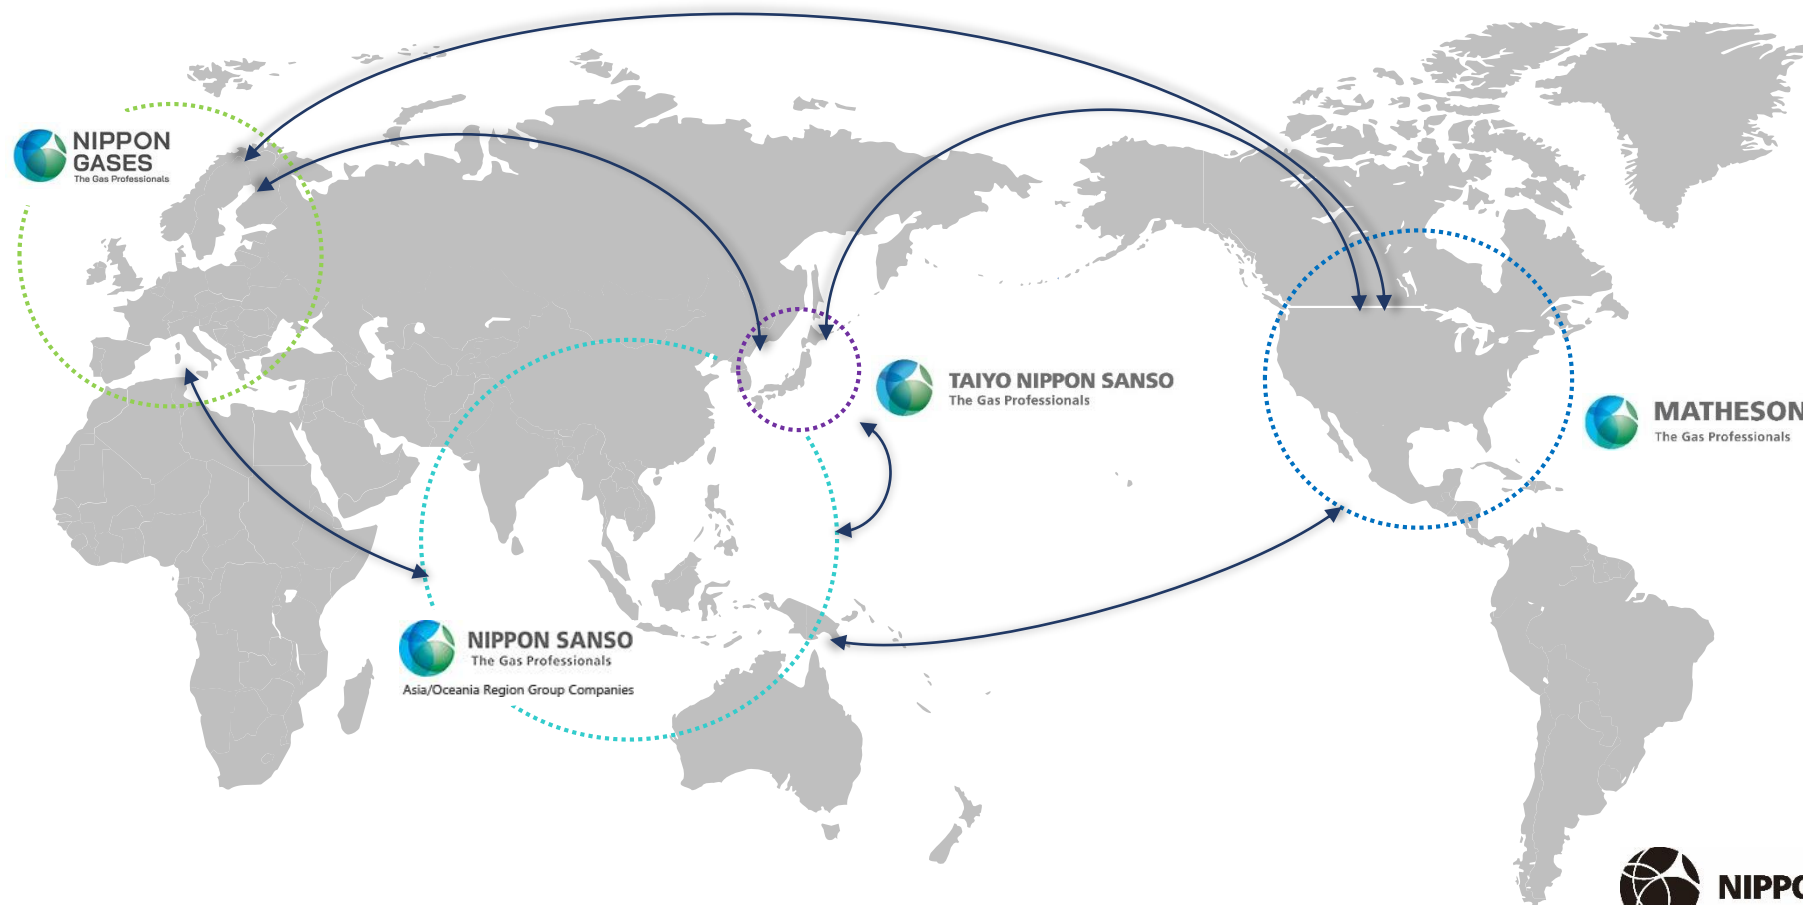 NIPPON
GASES
The Gas Professionals
TAIYO NIPPON SANSO
The Gas Professionals
MATHESON
The Gas Professionals
NIPPON SANSO
The Gas Professionals
Asia/Oceania Region Group Companies